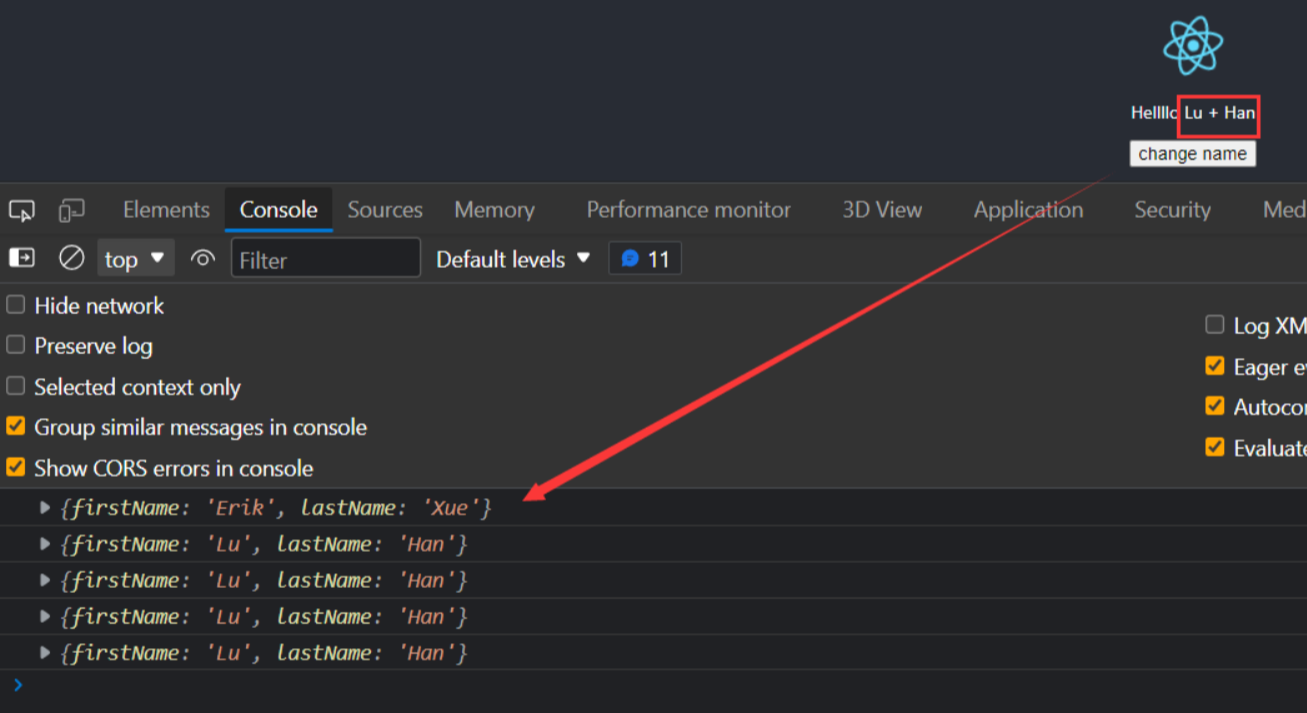 Helllo Lu + Han
change name
Elements Console Sources Memory Performance monitor 3D View Application Security Med
top Filter Default levels 11
Hide network
Preserve log
Log XM
Selected context only
Eager e
Group similar messages in console
Autocor
Show CORS errors in console
Evaluate
{firstName: 'Erik', lastName: 'Xue'}
{firstName: 'Lu', lastName: 'Han'}
{firstName: 'Lu', lastName: 'Han'}
{firstName: 'Lu', lastName: 'Han'}
{firstName: 'Lu', lastName: 'Han'}